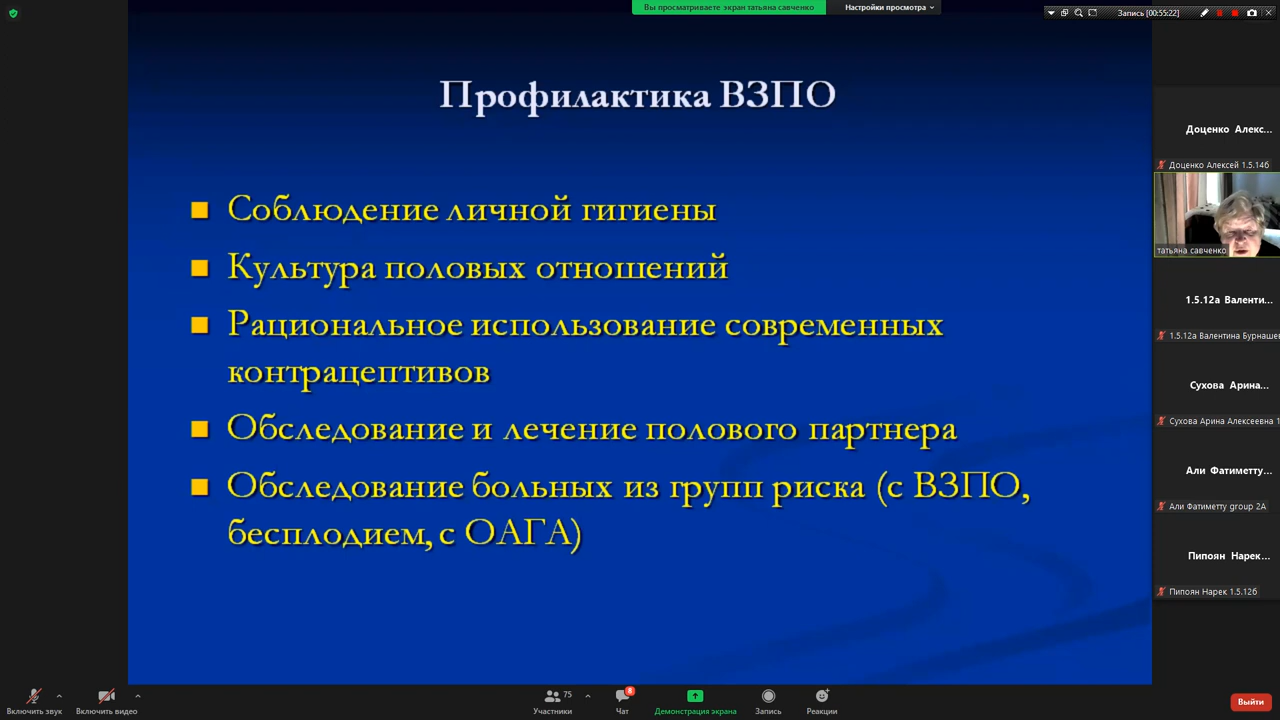 Вы просматриваете экран татьяна савченко
Настройки просмотра
Запись [00:55:22]
Профилактика ВЗПО
Соблюдение личной гигиены
Культура половых отношений
Рациональное использование современных
контрацептивов
Обследование и лечение полового партнера
Обследование больных из групп риска (с ВЗПО,
бесплодием, с ОАГА)
Доценко Алекс...
Доценко Алексей 1.5.14б
татьяна савченко
1.5.12а Валенти...
1.5.12а Валентина Бурнашев
Сухова Арина...
Сухова Арина Алексеевна 1
Али Фатиметту...
Али Фатиметту group 2A
Пипоян Нарек...
Пипоян Нарек 1.5.12б
Включить звук
Включить видео
75
Участники
8
Чат
Демонстрация экрана
Запись
Реакции
Выйти